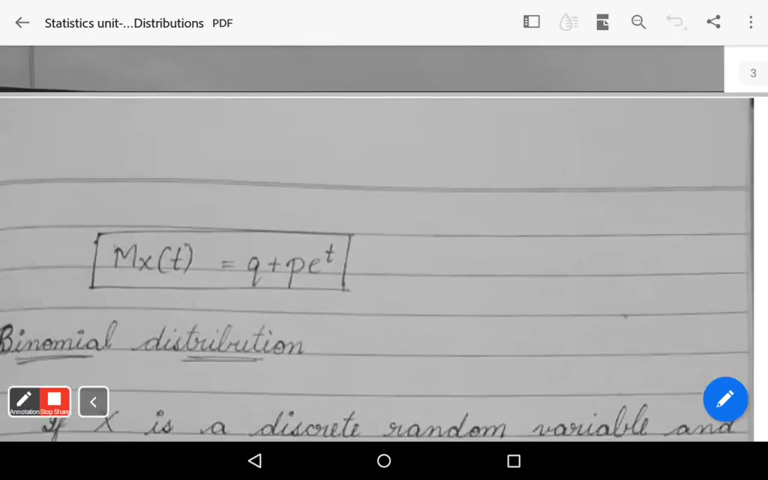 Statistics unit-...Distributions PDF
3
Mx(t) = q+pe^t
Binomial distribution
Annotation Stop Share
If X is a discrete random variable and